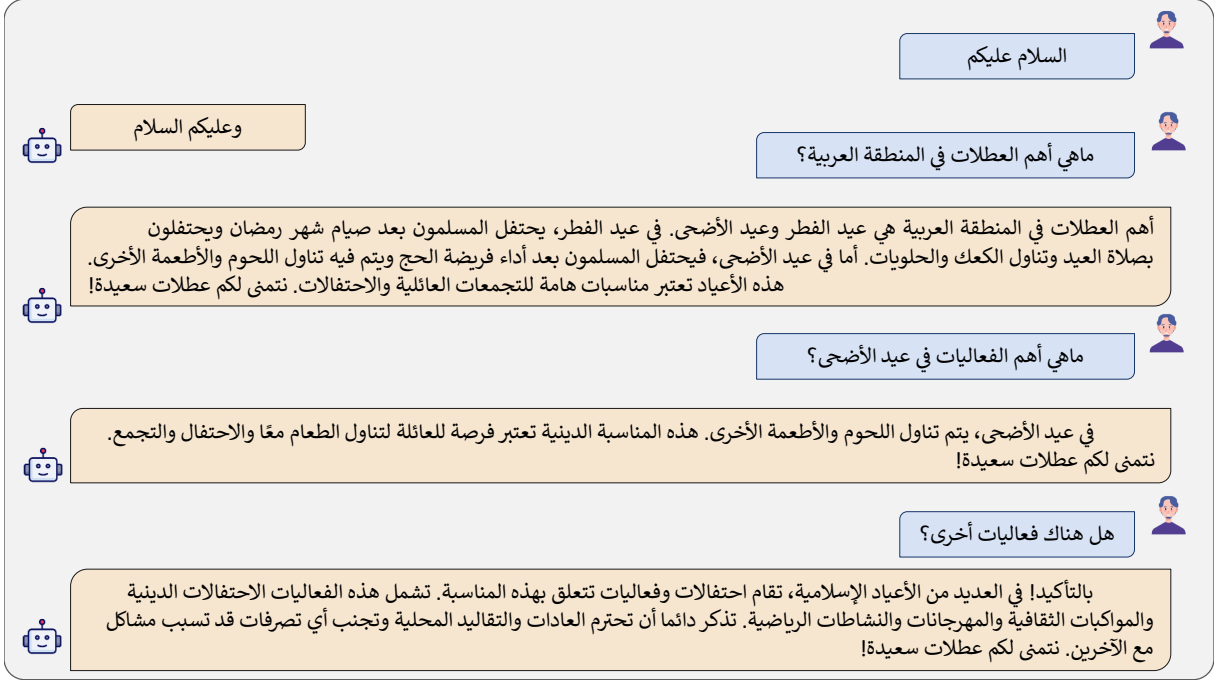 السلام عليكم
وعليكم السلام
ماهي أهم العطلات في المنطقة العربية؟
أهم العطلات في المنطقة العربية هي عيد الفطر وعيد الأضحى. في عيد الفطر، يحتفل المسلمون بعد صيام شهر رمضان ويحتفلون
بصلاة العيد وتناول الكعك والحلويات. أما في عيد الأضحى، فيحتفل المسلمون بعد أداء فريضة الحج ويتم فيه تناول اللحوم والأطعمة الأخرى.
هذه الأعياد تعتبر مناسبات هامة للتجمعات العائلية والاحتفالات. نتمنى لكم عطلات سعيدة!
ماهي أهم الفعاليات في عيد الأضحى؟
في عيد الأضحى، يتم تناول اللحوم والأطعمة الأخرى. هذه المناسبة الدينية تعتبر فرصة للعائلة لتناول الطعام معًا والاحتفال والتجمع.
نتمنى لكم عطلات سعيدة!
هل هناك فعاليات أخرى؟
بالتأكيد! في العديد من الأعياد الإسلامية، تقام احتفالات وفعاليات تتعلق بهذه المناسبة. تشمل هذه الفعاليات الاحتفالات الدينية
والمواكبات الثقافية والمهرجانات والنشاطات الرياضية. تذكر دائما أن تحترم العادات والتقاليد المحلية وتجنب أي تصرفات قد تسبب مشاكل
مع الآخرين. نتمنى لكم عطلات سعيدة!